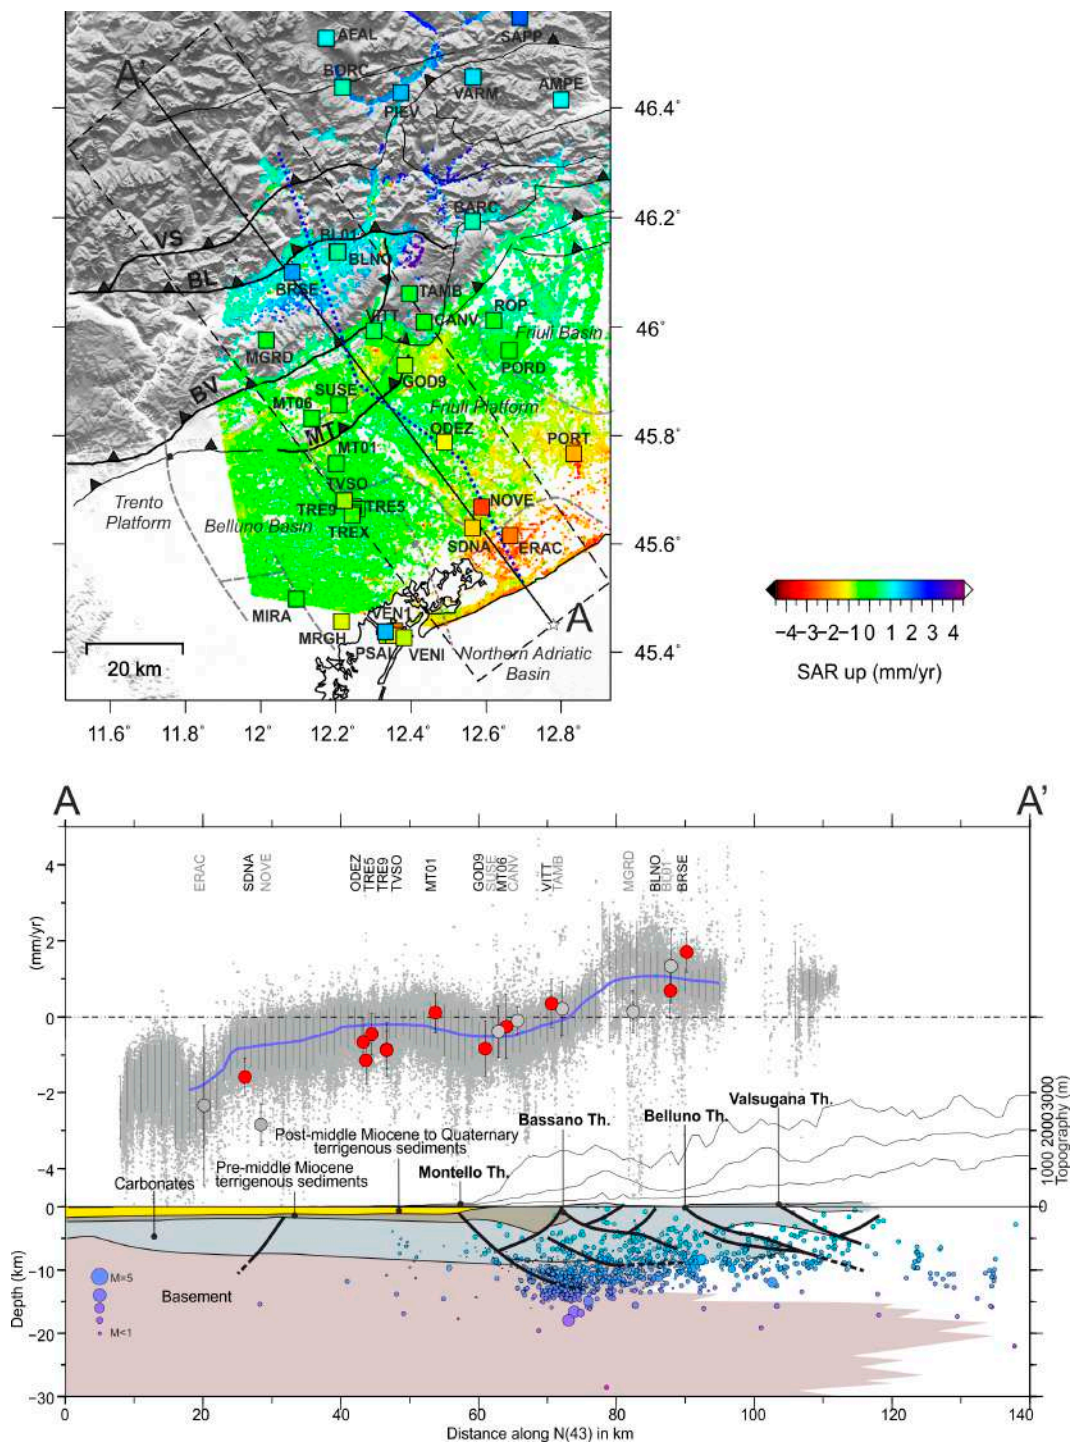 AFAL
SAPP
A'
BORC
VARM
AMPE
PIEV
46.4°
BARC
46.2°
VS
BL01
BLNO
BL
BRSE
TAMB
VITT
CANV
ROP
46°
Friuli Basin
MGRD
PORD
BV
GOD9
SUSE
MT06
Friuli Platform
MT
ODEZ
45.8°
PORT
MT01
TVSO
Trento
Platform
NOVE
TRE9
TRE5
Belluno Basin
TREX
SDNA
ERAC
45.6°
MIRA
VEN1
A
MRGH
PSAL
VENI
Northern Adriatic
Basin
45.4°
20 km
11.6° 11.8° 12° 12.2° 12.4° 12.6° 12.8°
−4−3−2−1 0 1 2 3 4
SAR up (mm/yr)
A
A'
ERAC SDNA NOVE ODEZ TRE5 TRE9 TVSO MT01 GOD9 SUSE MT06 CANV VITT TAMB MGRD BLNO BL01 BRSE
4
2
0
−2
−4
(mm/yr)
Valsugana Th.
Bassano Th.
Belluno Th.
Post-middle Miocene to Quaternary
terrigenous sediments
Montello Th.
Pre-middle Miocene
terrigenous sediments
Carbonates
0 1000 2000 3000
Topography (m)
0
−10
−20
−30
Depth (km)
M>5
M<1
Basement
0 20 40 60 80 100 120 140
Distance along N(43) in km